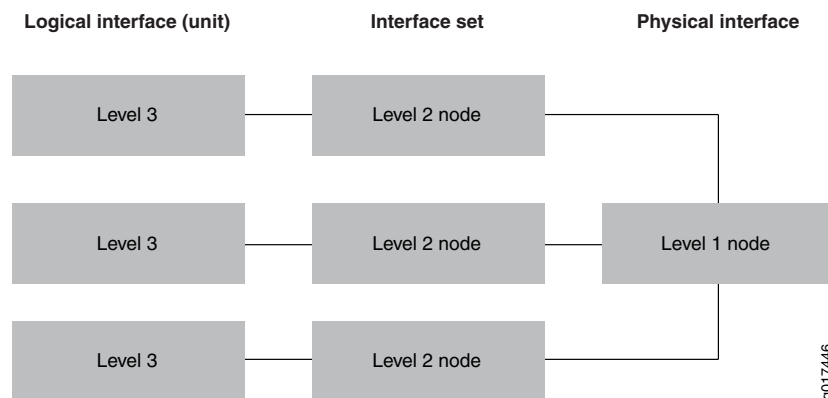 Logical interface (unit) Interface set Physical interface
Level 3 Level 2 node
Level 3 Level 2 node Level 1 node
Level 3 Level 2 node
g017446